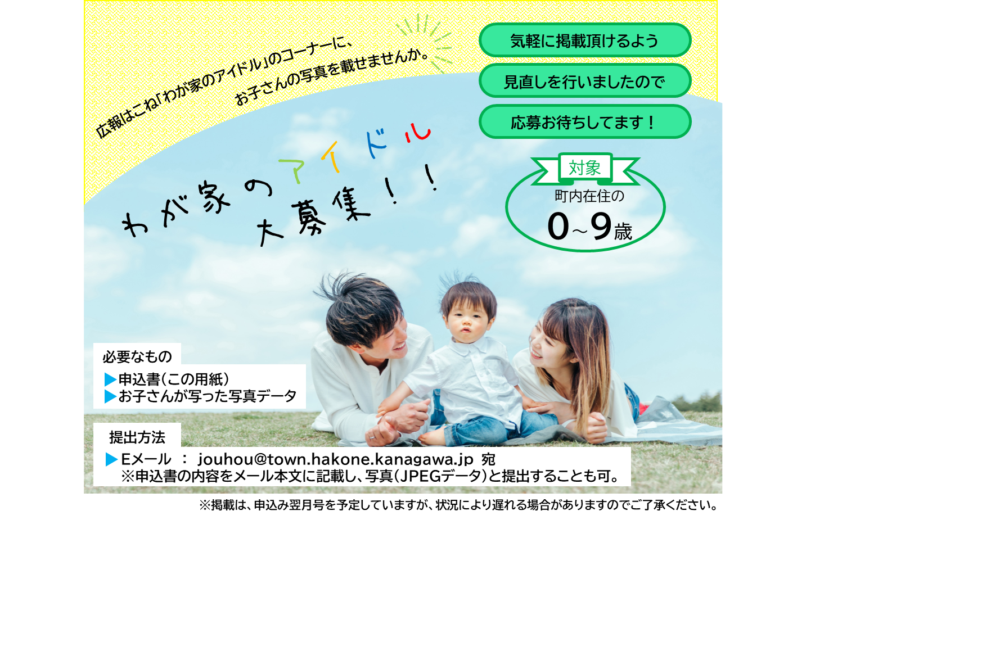 広報はこね「わが家のアイドル」のコーナーに、
お子さんの写真を載せませんか。
気軽に掲載頂けるよう
見直しを行いましたので
応募お待ちしてます！
わが家のアイドル
大募集！！
対象
町内在住の
0～9歳
必要なもの
▶申込書（この用紙）
▶お子さんが写った写真データ
提出方法
▶Eメール ： jouhou@town.hakone.kanagawa.jp 宛
※申込書の内容をメール本文に記載し、写真（JPEGデータ）と提出することも可。
※掲載は、申込み翌月号を予定していますが、状況により遅れる場合がありますのでご了承ください。